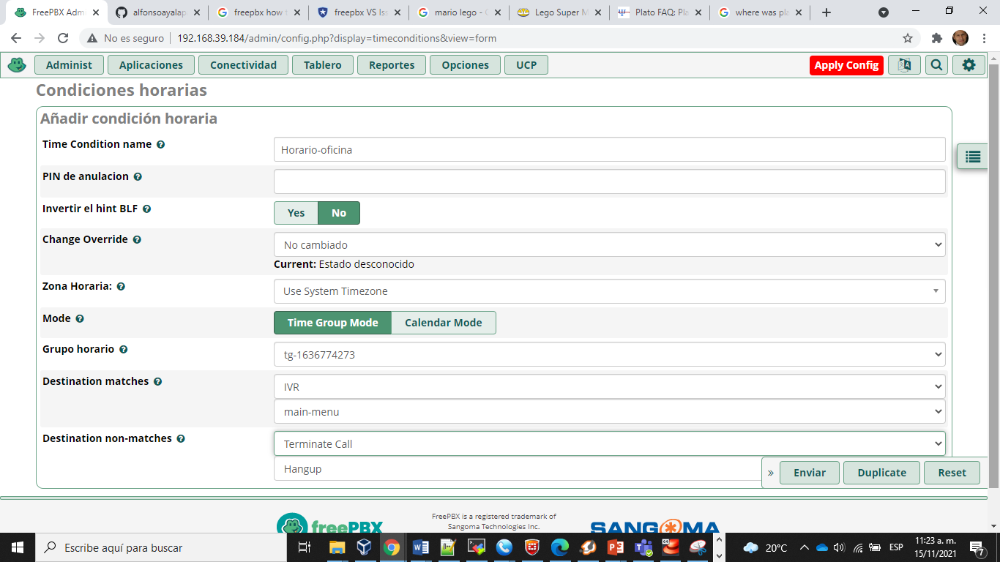 FreePBX Adm
alfonsoayalap
freepbx how t
freepbx VS Iss
mario lego - G
Lego Super M
Plato FAQ: Pla
where was pla
No es seguro
192.168.39.184/admin/config.php?display=timeconditions&view=form
Administ
Aplicaciones
Conectividad
Tablero
Reportes
Opciones
UCP
Apply Config
Condiciones horarias
Añadir condición horaria
Time Condition name
Horario-oficina
PIN de anulacion
Invertir el hint BLF
Yes
No
Change Override
No cambiado
Current: Estado desconocido
Zona Horaria:
Use System Timezone
Mode
Time Group Mode
Calendar Mode
Grupo horario
tg-1636774273
Destination matches
IVR
main-menu
Destination non-matches
Terminate Call
Hangup
»
Enviar
Duplicate
Reset
freePBX
FreePBX is a registered trademark of
Sangoma Technologies Inc.
SANGOMA
Escribe aquí para buscar
20°C
ESP
11:23 a. m.
15/11/2021
7